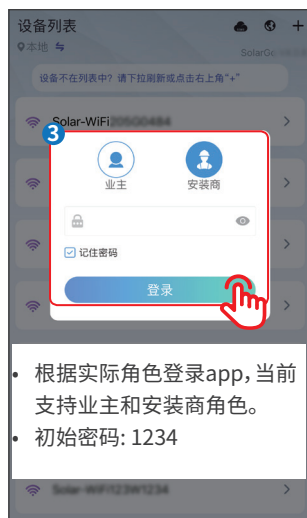 设备列表
本地
SolarGo
设备不在列表中? 请下拉刷新或点击右上角"+"
Solar-WiFi
3
业主 安装商
记住密码
登录
• 根据实际角色登录app,当前
支持业主和安装商角色。
• 初始密码: 1234